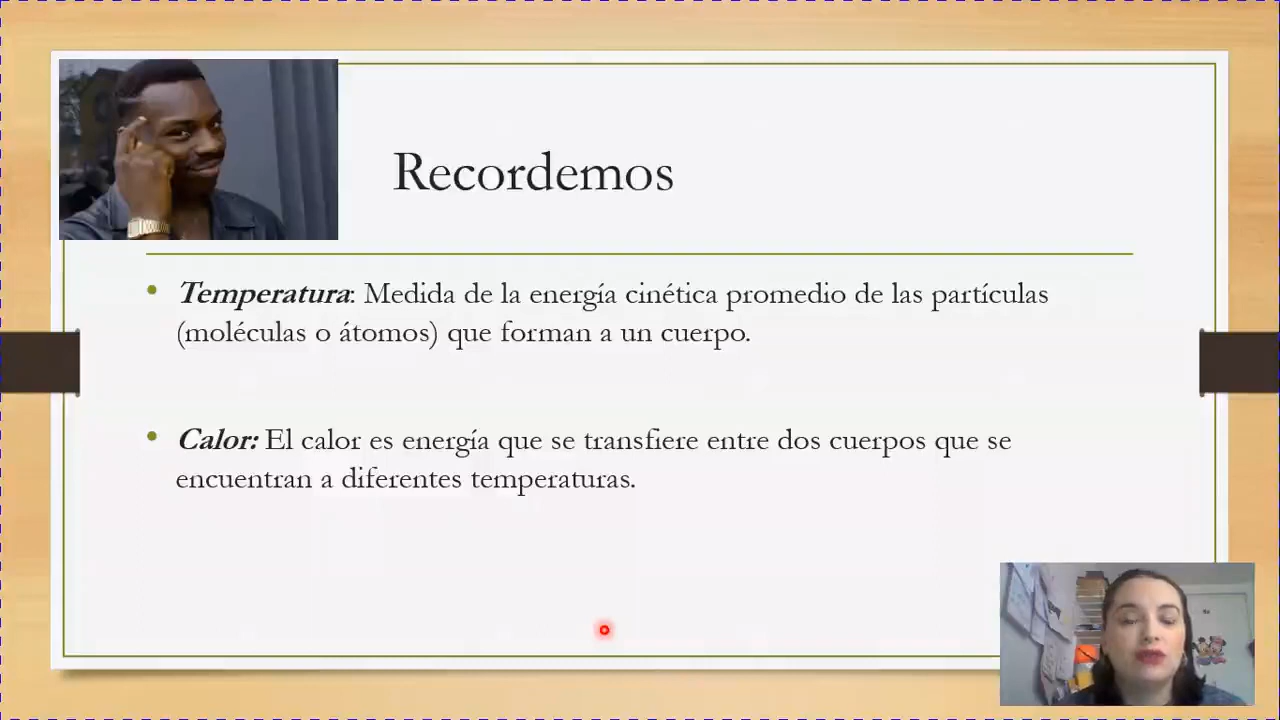 Recordemos
• Temperatura: Medida de la energía cinética promedio de las partículas
(moléculas o átomos) que forman a un cuerpo.
• Calor: El calor es energía que se transfiere entre dos cuerpos que se
encuentran a diferentes temperaturas.